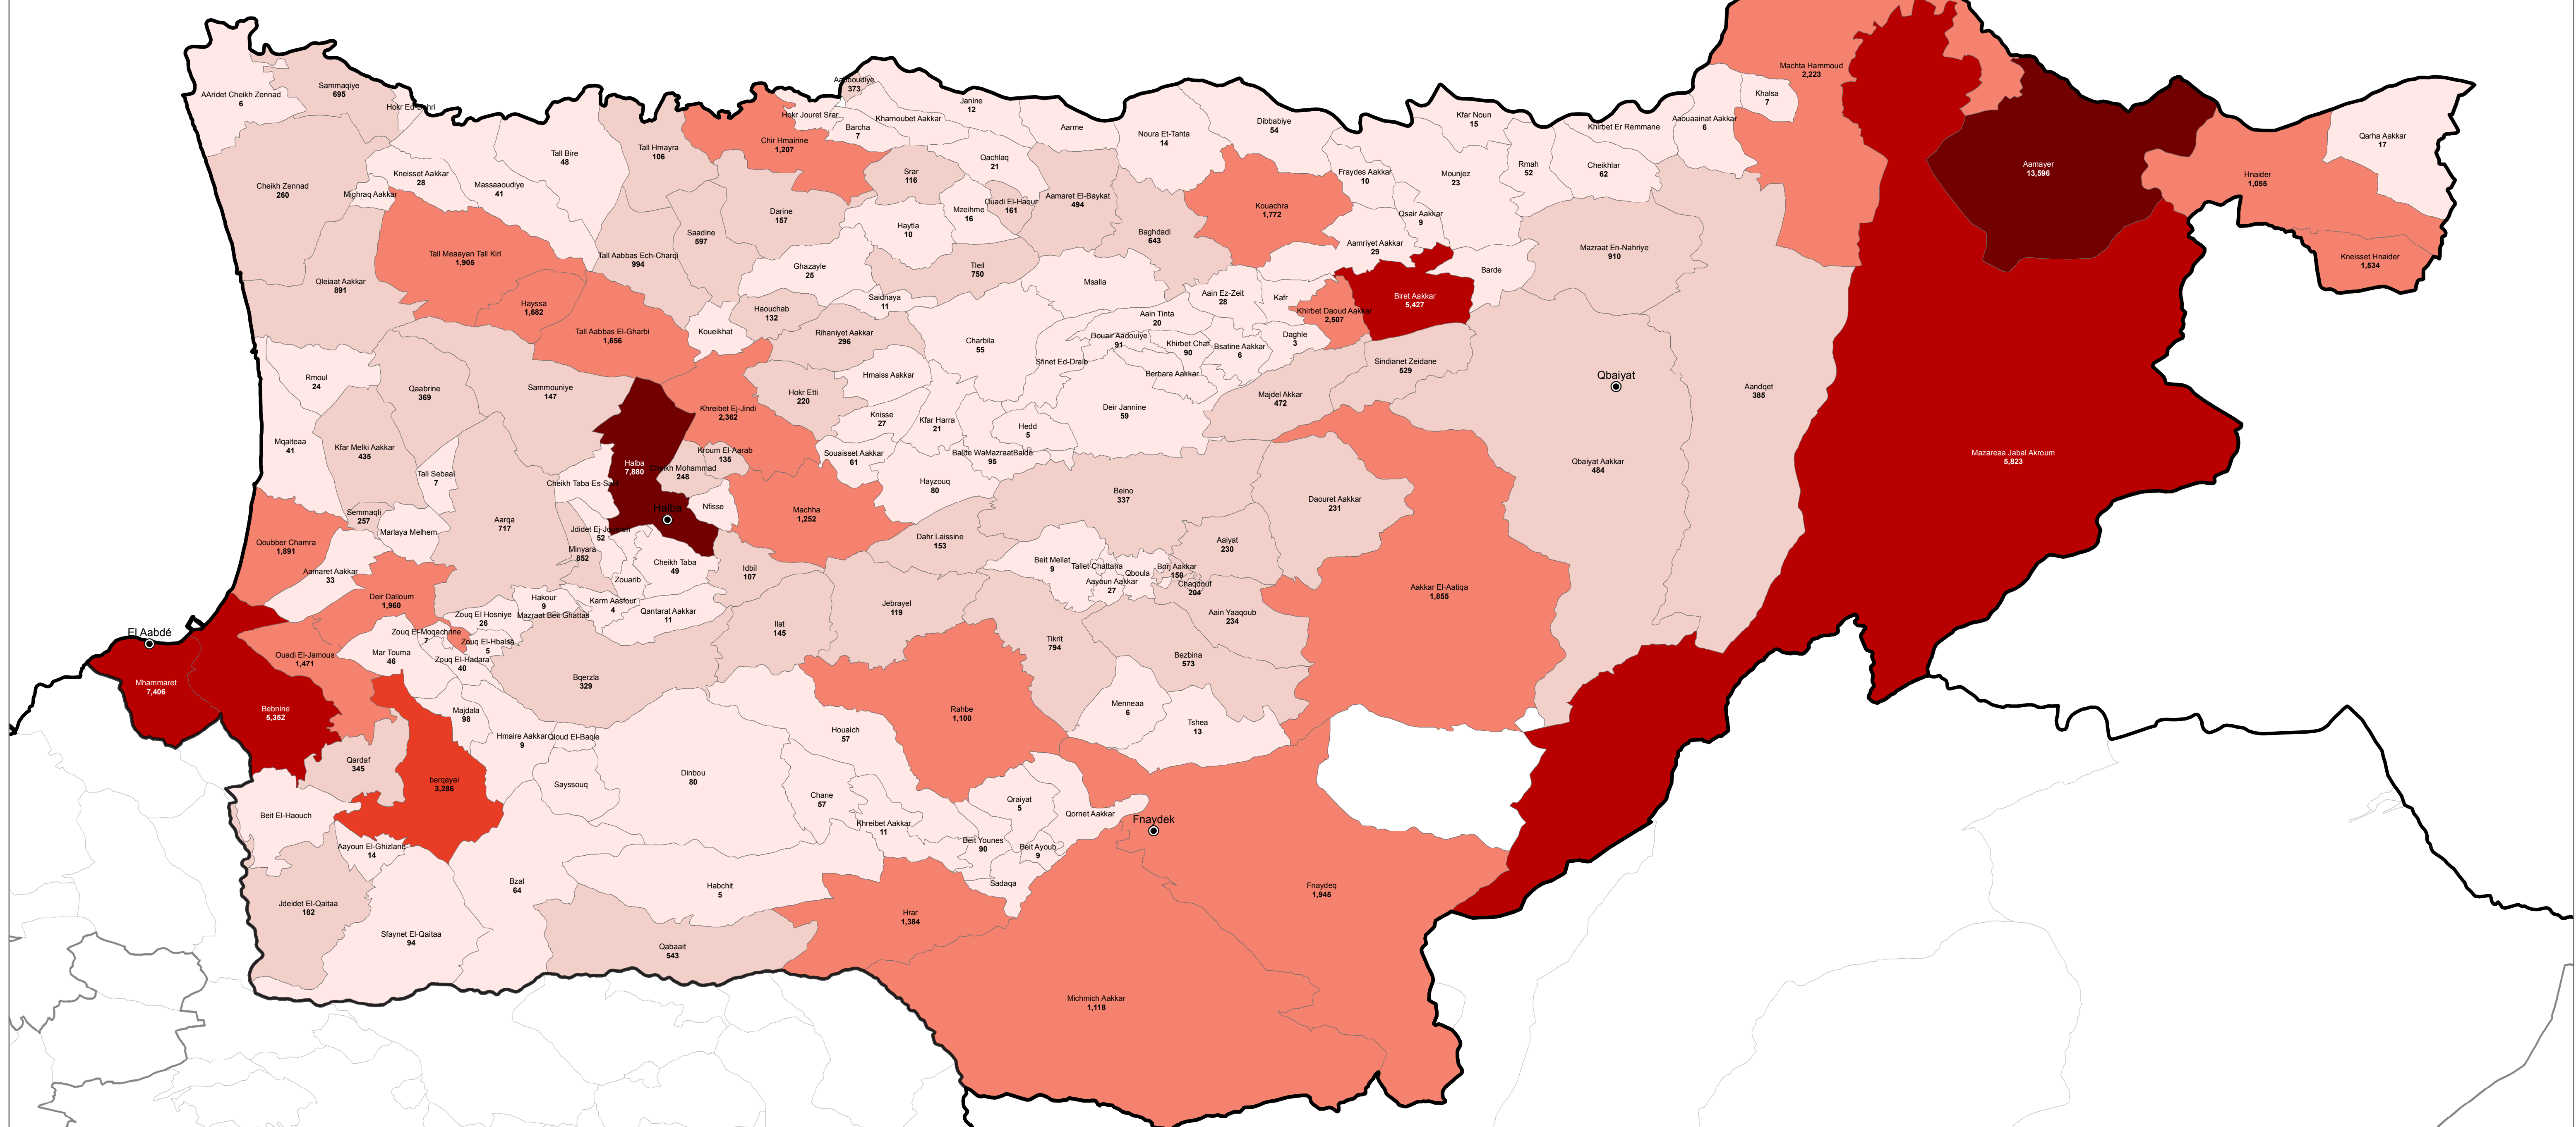 AAridet Cheikh Zennad
6
Sammaqiye
695
Hokr Ed-Dahri
Tall Bire
48
Tall Hmayra
106
Chir Hmairine
1,207
Hokr Jouret Srar
Barcha
7
Aabboudiye
373
Kharnoubet Aakkar
Janine
12
Aarme
Noura Et-Tahta
14
Dibbabiye
54
Kfar Noun
15
Khirbet Er Remmane
Aaouaainat Aakkar
6
Khalsa
7
Machta Hammoud
2,223
Aamayer
13,596
Hnaider
1,055
Qarha Aakkar
17
Kneisset Hnaider
1,534
Cheikh Zennad
260
Mighraq Aakkar
Kneisset Aakkar
28
Massaaoudiye
41
Darine
157
Srar
116
Qachlaq
21
Mzeihme
16
Ouadi El-Haour
161
Aamaret El-Baykat
494
Kouachra
1,772
Fraydes Aakkar
10
Mounjez
23
Rmah
52
Cheikhlar
62
Qsair Aakkar
9
Saadine
597
Haytla
10
Baghdadi
643
Aamriyet Aakkar
29
Mazraat En-Nahriye
910
Tall Meaayan Tall Kiri
1,905
Tall Aabbas Ech-Charqi
994
Ghazayle
25
Tleil
750
Msalla
Barde
Qleiaat Aakkar
891
Hayssa
1,682
Haouchab
132
Saidnaya
11
Aain Ez-Zeit
28
Kafr
Khirbet Daoud Aakkar
2,507
Biret Aakkar
5,427
Tall Aabbas El-Gharbi
1,656
Koueikhat
Rihaniyet Aakkar
296
Charbila
55
Aain Tinta
20
Douair Aadouiye
91
Khirbet Char
90
Bsatine Aakkar
6
Daghle
3
Sfinet Ed-Draib
Berbara Aakkar
Sindianet Zeidane
529
Qbaiyat
Aandqet
385
Rmoul
24
Qaabrine
369
Sammouniye
147
Khreibet Ej-Jindi
2,362
Hokr Etti
220
Hmaiss Aakkar
Knisse
27
Kfar Harra
21
Hedd
5
Deir Jannine
59
Majdel Akkar
472
Mqaiteaa
41
Kfar Melki Aakkar
435
Tall Sebaal
7
Halba
7,880
Kroum El-Aarab
135
Cheikh Mohammad
248
Souaisset Aakkar
61
Balde WaMazraatBalde
95
Qbaiyat Aakkar
484
Mazareaa Jabal Akroum
5,823
Cheikh Taba Es-Sahl
Hayzouq
80
Beino
337
Daouret Aakkar
231
Semmaqli
257
Aarqa
717
Halba
Nfisse
Machha
1,252
Qoubber Chamra
1,891
Marlaya Melhem
Jdidet Ej-Joumeh
52
Minyara
852
Dahr Laissine
153
Aaiyat
230
Aamaret Aakkar
33
Cheikh Taba
49
Idbil
107
Beit Mellat
9
Tallet Chattaha
Aayoun Aakkar
27
Qboula
Borj Aakkar
150
Chaqdouf
204
Aakkar El-Aatiqa
1,855
Deir Dalloum
1,960
Zouarib
Hakour
9
Karm Aasfour
4
Mazraat Beit Ghattas
Qantarat Aakkar
11
Jebrayel
119
Aain Yaaqoub
234
Zouq El Hosniye
26
Zouq El-Moqachrine
7
Zouq El-Hbalsa
5
Zouq El-Hadara
40
Ilat
145
Tikrit
794
Bezbina
573
El Aabdé
Ouadi El-Jamous
1,471
Mar Touma
46
Bqerzla
329
Mhammaret
7,406
Bebnine
5,352
Majdala
98
Rahbe
1,100
Menneaa
6
Tshea
13
Hmaire Aakkar
9
Qloud El-Baqie
Houaich
57
Qardaf
345
berqayel
3,286
Sayssouq
Dinbou
80
Chane
57
Khreibet Aakkar
11
Qraiyat
5
Qornet Aakkar
Fnaydek
Beit El-Haouch
Aayoun El-Ghizlane
14
Beit Younes
90
Beit Ayoub
9
Sadaqa
Bzal
64
Habchit
5
Fnaydeq
1,945
Jdeidet El-Qaitaa
182
Hrar
1,384
Sfaynet El-Qaitaa
94
Qabaait
543
Michmich Aakkar
1,118